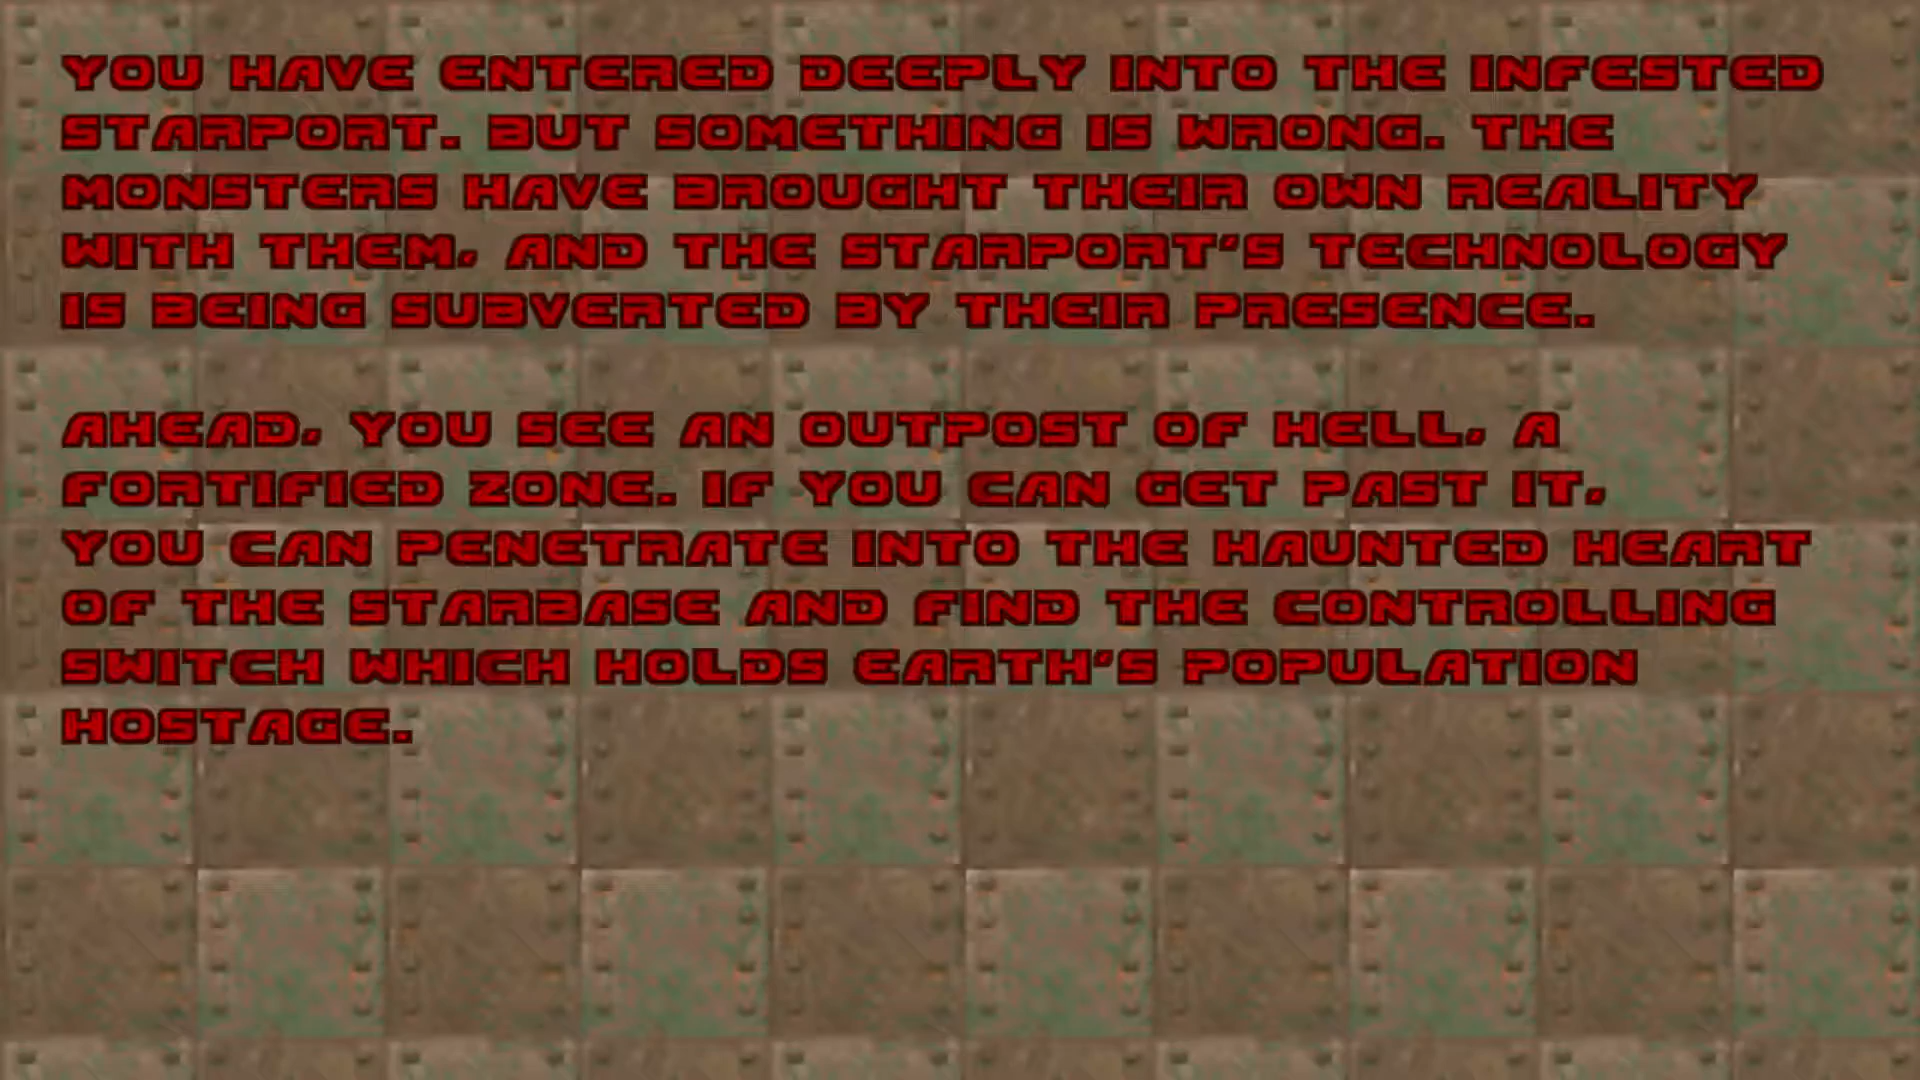 YOU HAVE ENTERED DEEPLY INTO THE INFESTED
STARPORT. BUT SOMETHING IS WRONG. THE
MONSTERS HAVE BROUGHT THEIR OWN REALITY
WITH THEM, AND THE STARPORT'S TECHNOLOGY
IS BEING SUBVERTED BY THEIR PRESENCE.
AHEAD, YOU SEE AN OUTPOST OF HELL, A
FORTIFIED ZONE. IF YOU CAN GET PAST IT,
YOU CAN PENETRATE INTO THE HAUNTED HEART
OF THE STARBASE AND FIND THE CONTROLLING
SWITCH WHICH HOLDS EARTH'S POPULATION
HOSTAGE.